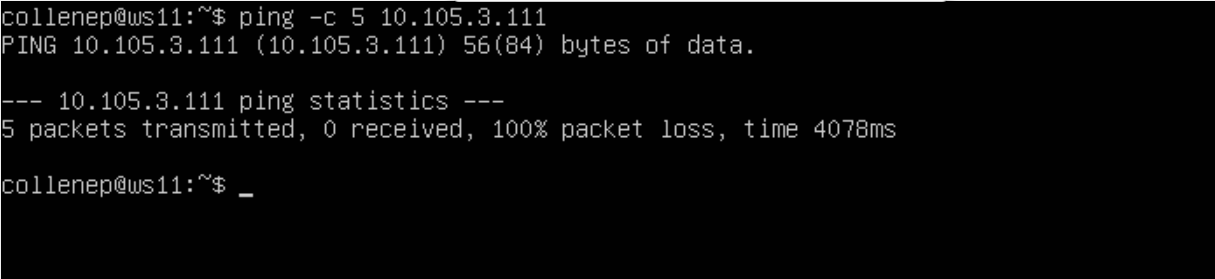 collenep@ws11:~$ ping -c 5 10.105.3.111
PING 10.105.3.111 (10.105.3.111) 56(84) bytes of data.
--- 10.105.3.111 ping statistics ---
5 packets transmitted, 0 received, 100% packet loss, time 4078ms
collenep@ws11:~$ _